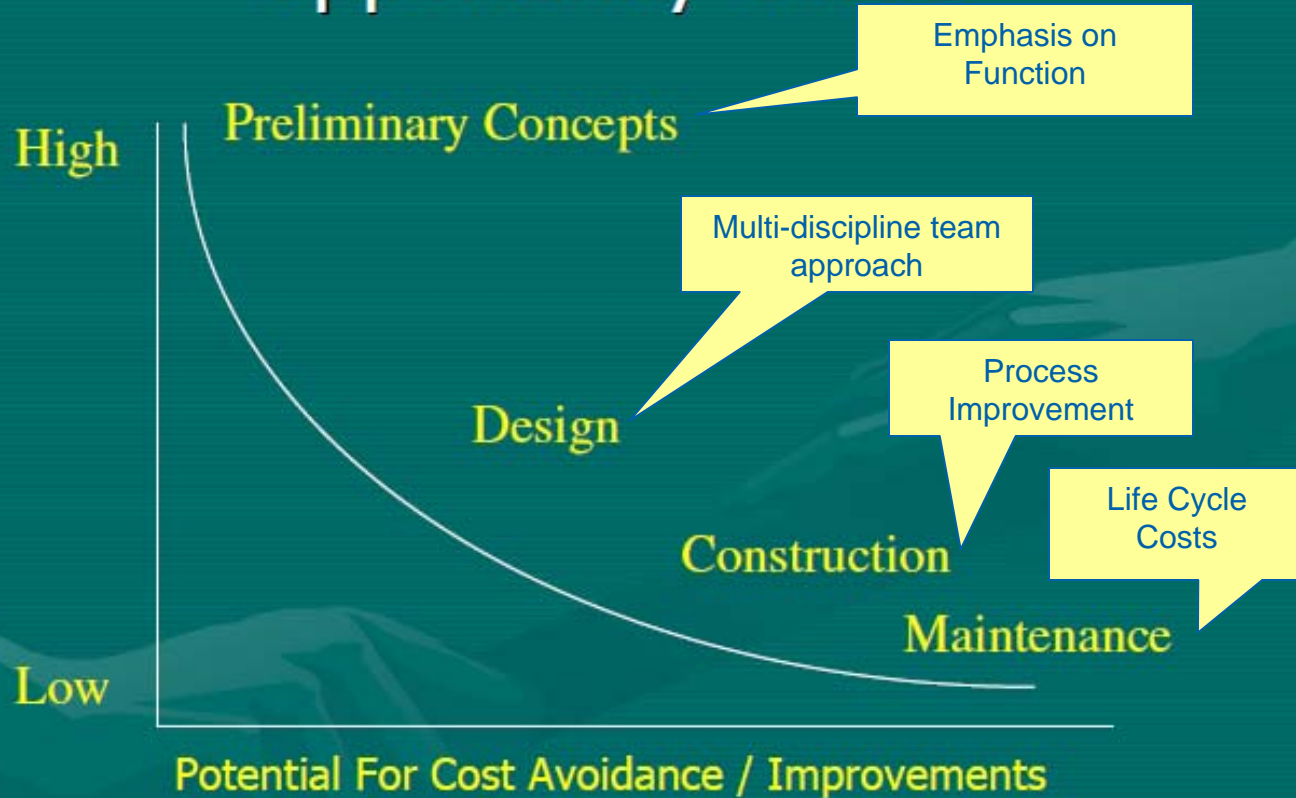 Emphasis on
Function
Preliminary Concepts
High
Multi-discipline team
approach
Design
Process
Improvement
Life Cycle
Costs
Construction
Maintenance
Low
Potential For Cost Avoidance / Improvements